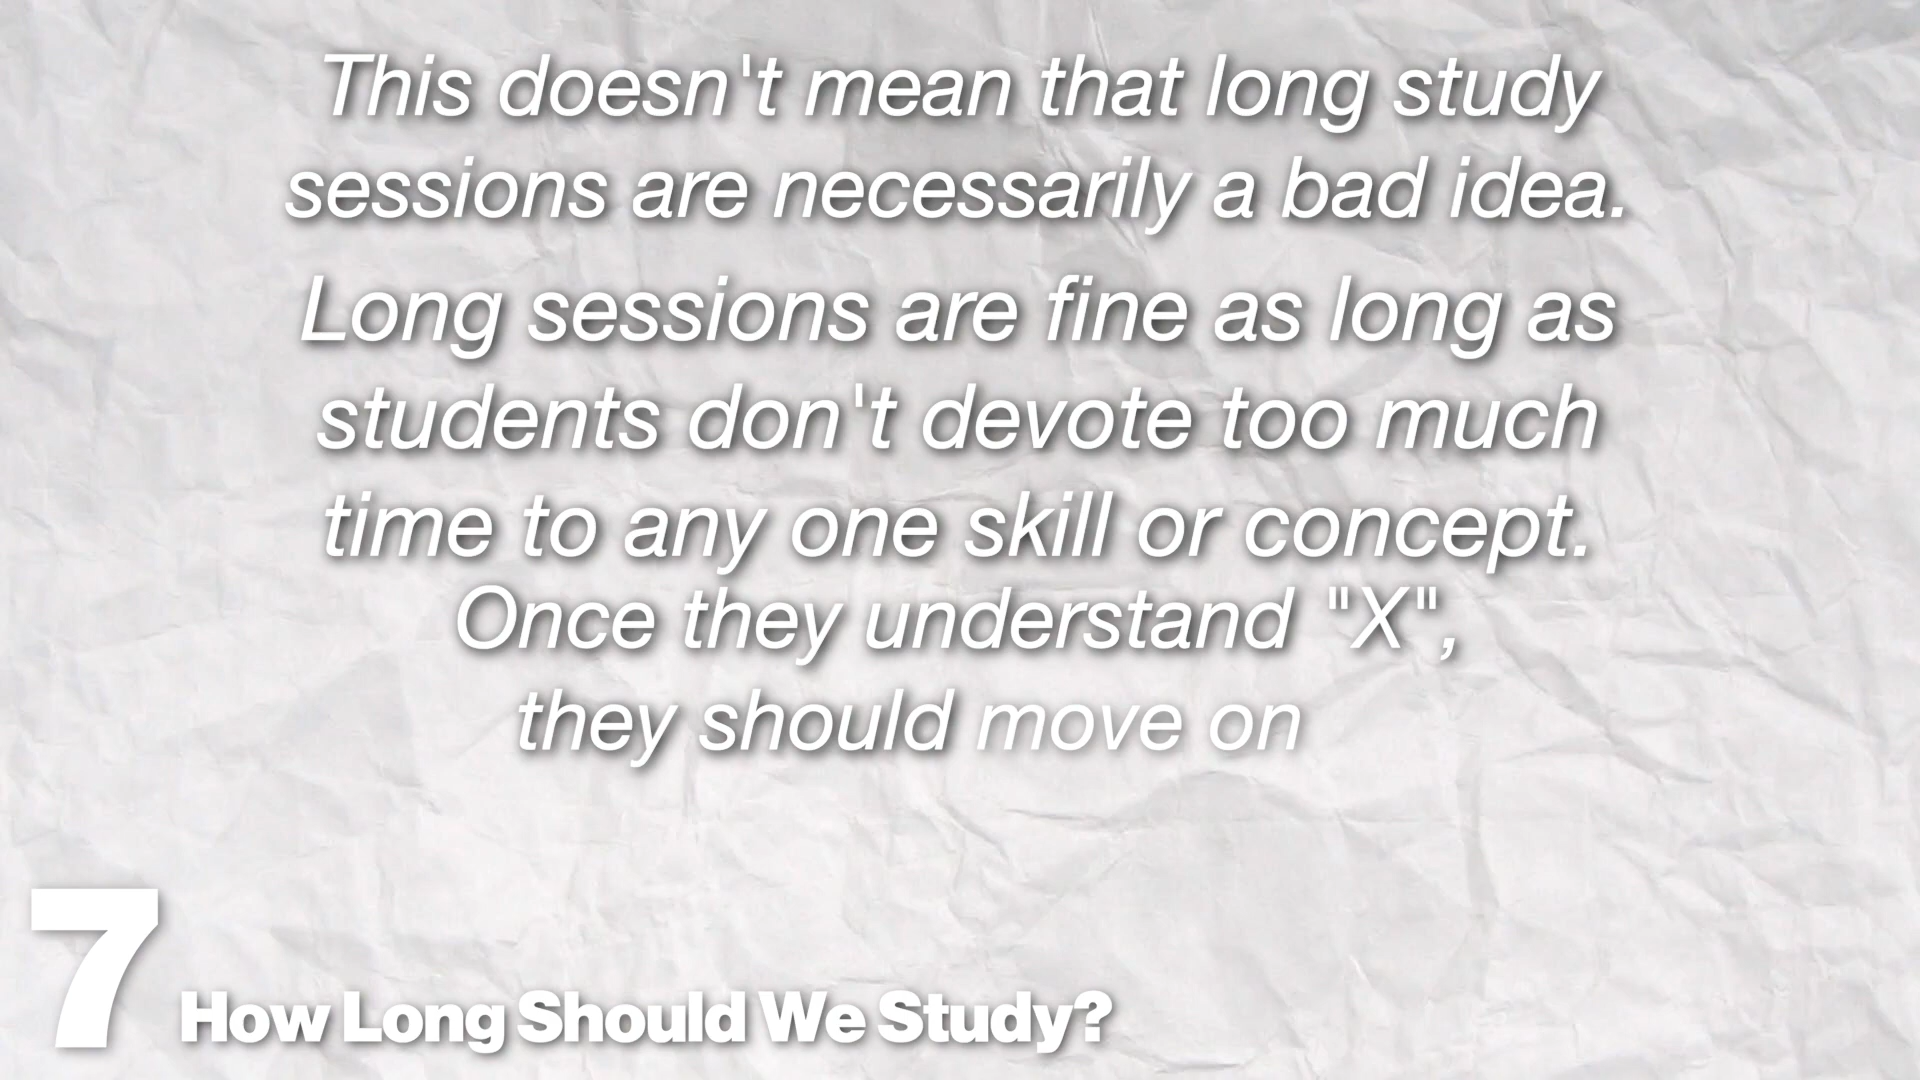 This doesn't mean that long study
sessions are necessarily a bad idea.
Long sessions are fine as long as
students don't devote too much
time to any one skill or concept.
Once they understand "X",
they should move on
7 How Long Should We Study?